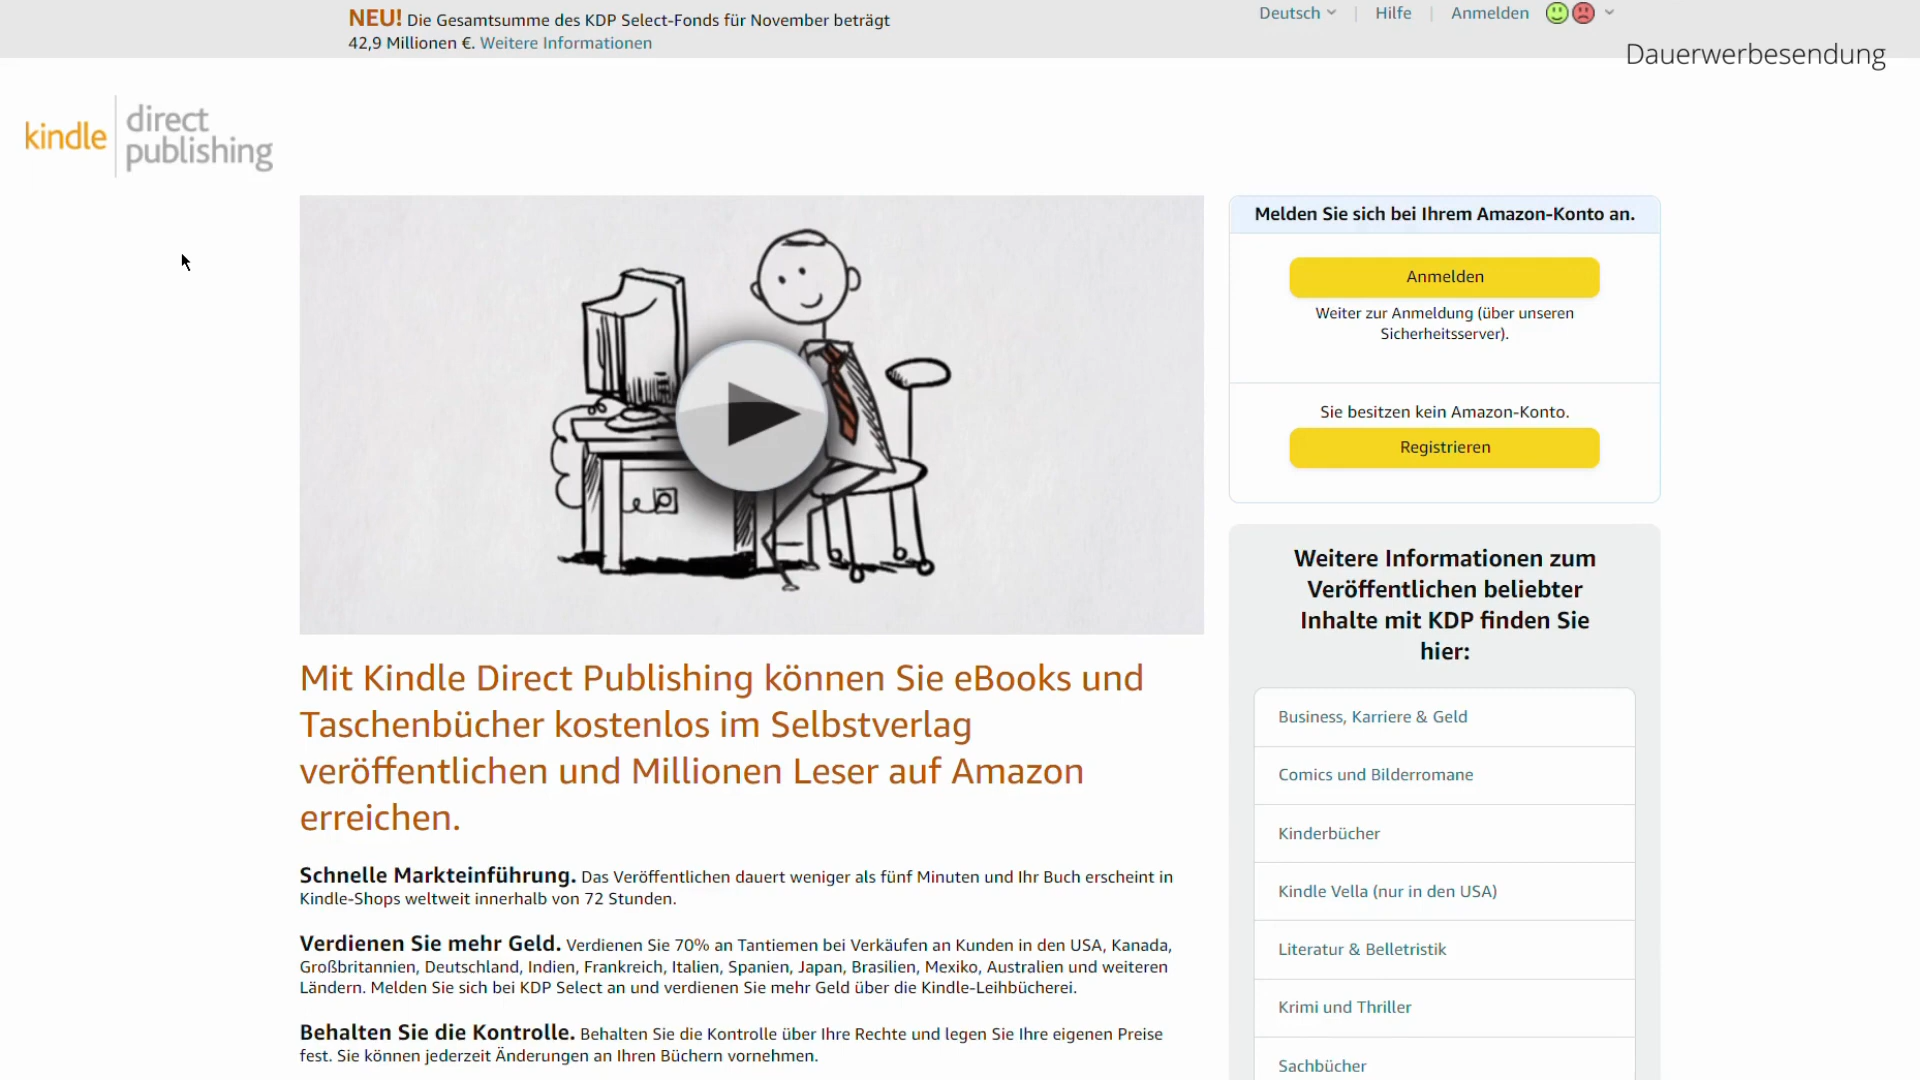 NEU! Die Gesamtsumme des KDP Select-Fonds für November beträgt
42,9 Millionen €. Weitere Informationen
Deutsch | Hilfe | Anmelden
Dauerwerbesendung
kindle
direct
publishing
Melden Sie sich bei Ihrem Amazon-Konto an.
Anmelden
Weiter zur Anmeldung (über unseren
Sicherheitsserver).
Sie besitzen kein Amazon-Konto.
Registrieren
Mit Kindle Direct Publishing können Sie eBooks und
Taschenbücher kostenlos im Selbstverlag
veröffentlichen und Millionen Leser auf Amazon
erreichen.
Schnelle Markteinführung. Das Veröffentlichen dauert weniger als fünf Minuten und Ihr Buch erscheint in
Kindle-Shops weltweit innerhalb von 72 Stunden.
Verdienen Sie mehr Geld. Verdienen Sie 70% an Tantiemen bei Verkäufen an Kunden in den USA, Kanada,
Großbritannien, Deutschland, Indien, Frankreich, Italien, Spanien, Japan, Brasilien, Mexiko, Australien und weiteren
Ländern. Melden Sie sich bei KDP Select an und verdienen Sie mehr Geld über die Kindle-Leihbücherei.
Behalten Sie die Kontrolle. Behalten Sie die Kontrolle über Ihre Rechte und legen Sie Ihre eigenen Preise
fest. Sie können jederzeit Änderungen an Ihren Büchern vornehmen.
Weitere Informationen zum
Veröffentlichen beliebter
Inhalte mit KDP finden Sie
hier:
Business, Karriere & Geld
Comics und Bilderromane
Kinderbücher
Kindle Vella (nur in den USA)
Literatur & Belletristik
Krimi und Thriller
Sachbücher